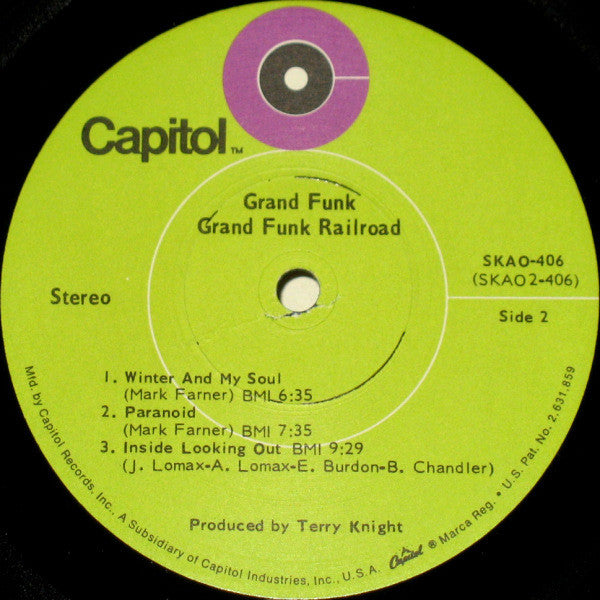 Capitol™
Grand Funk
Grand Funk Railroad
SKAO-406
(SKAO2-406)
Stereo
Side 2
1. Winter And My Soul
(Mark Farner) BMI 6:35
2. Paranoid
(Mark Farner) BMI 7:35
3. Inside Looking Out BMI 9:29
(J. Lomax-A. Lomax-E. Burdon-B. Chandler)
Produced by Terry Knight
Mfd. by Capitol Records, Inc., A Subsidiary of Capitol Industries, Inc., U.S.A. Capitol ® Marca Reg. • U.S. Pat. No. 2,631,859